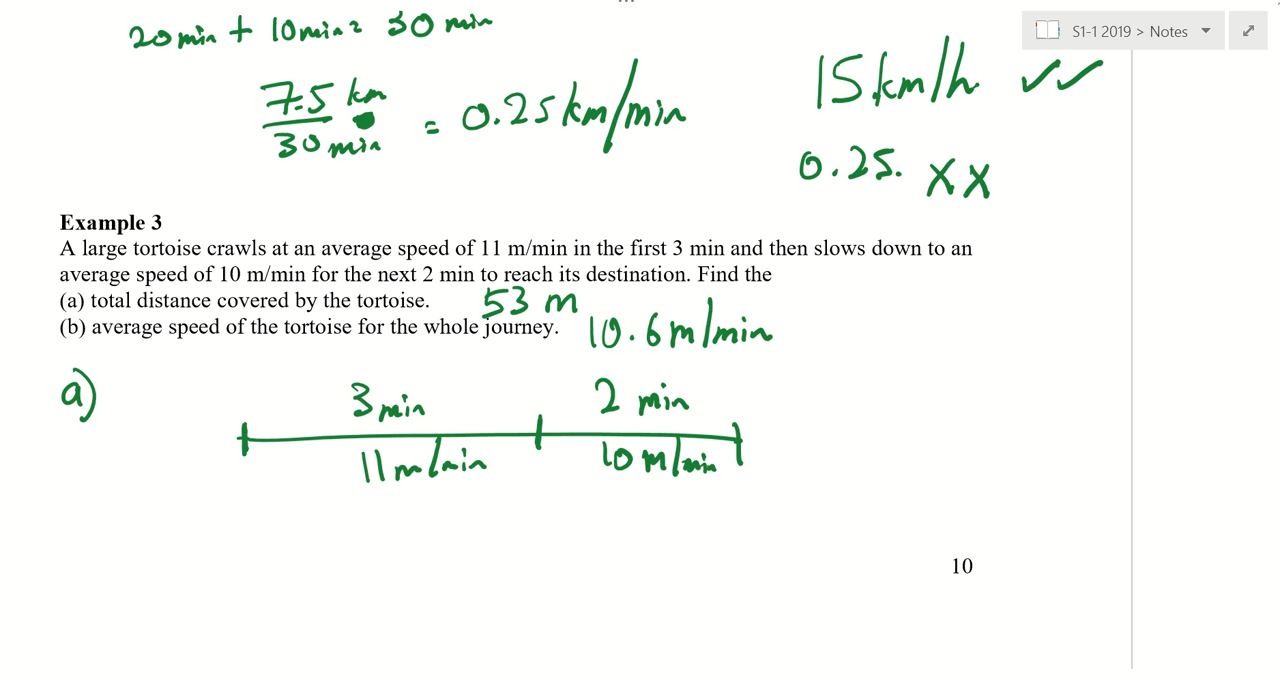 20 min + 10 min = 30 min
S1-1 2019 > Notes
7.5 km
30 min
= 0.25 km/min
15 km/h ✓✓
0.25. XX
Example 3
A large tortoise crawls at an average speed of 11 m/min in the first 3 min and then slows down to an
average speed of 10 m/min for the next 2 min to reach its destination. Find the
(a) total distance covered by the tortoise. 53 m
(b) average speed of the tortoise for the whole journey. 10.6 m/min
a)
3 min 2 min
11 m/min 10 m/min
10